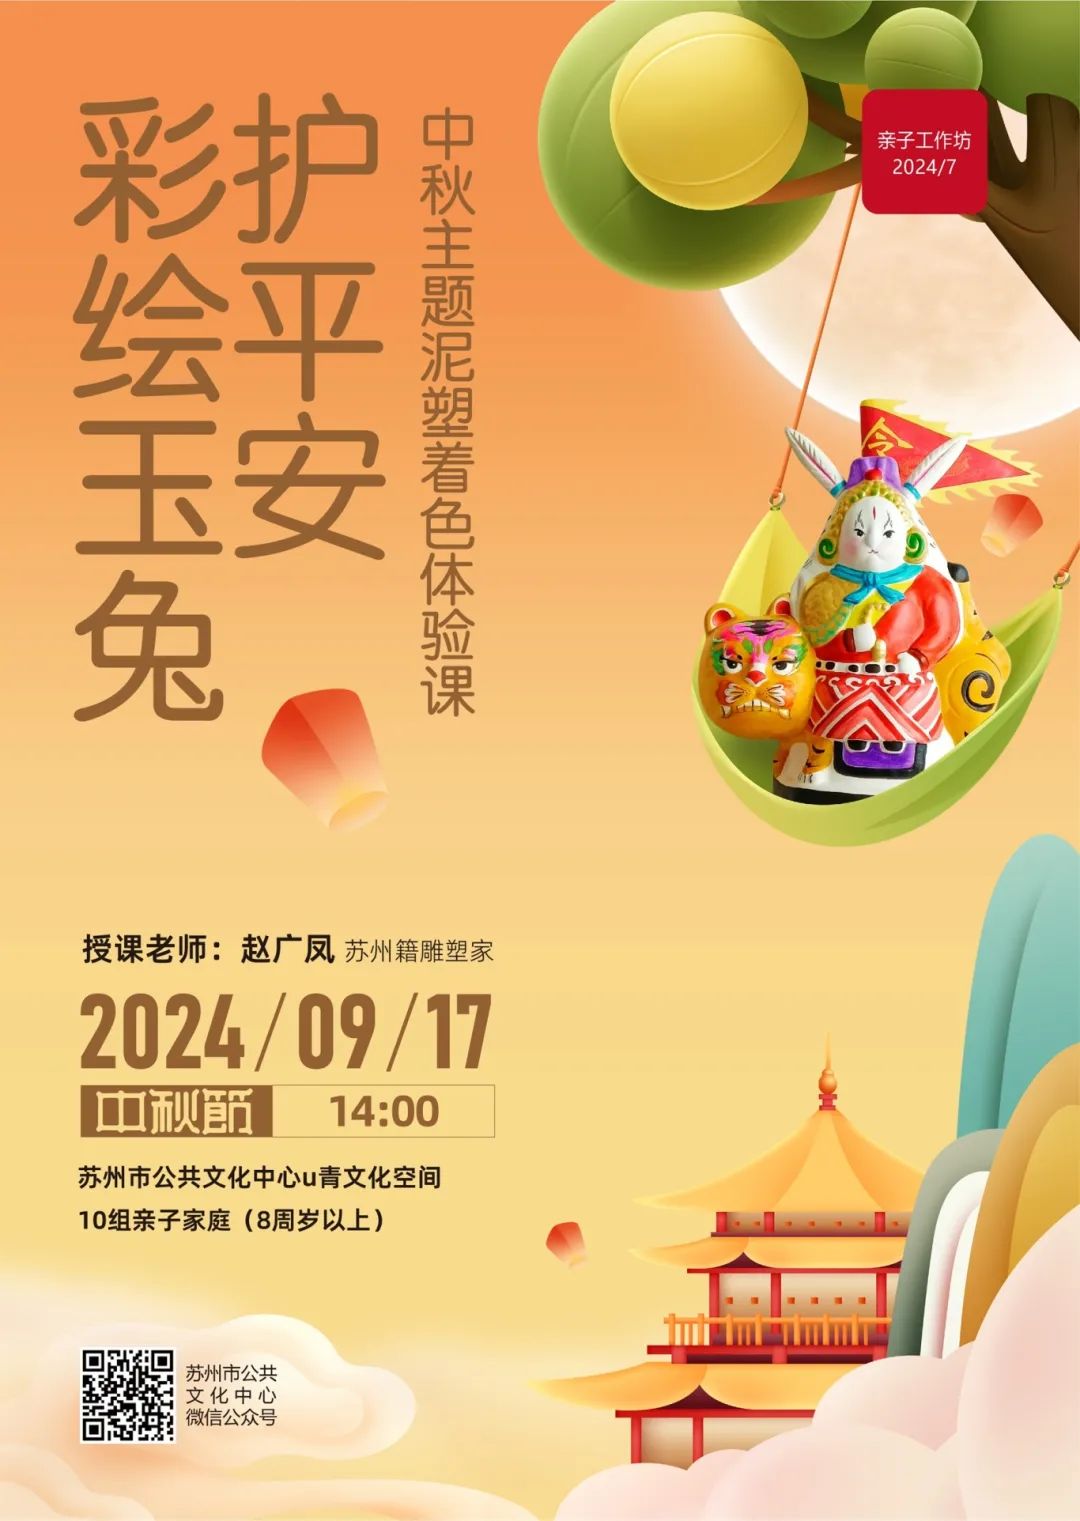 彩绘玉兔
护平安
中秋主题泥塑着色体验课
亲子工作坊
2024/7
令
授课老师：赵广凤 苏州籍雕塑家
2024/09/17
中秋節 14:00
苏州市公共文化中心u青文化空间
10组亲子家庭（8周岁以上）
苏州市公共
文化中心
微信公众号